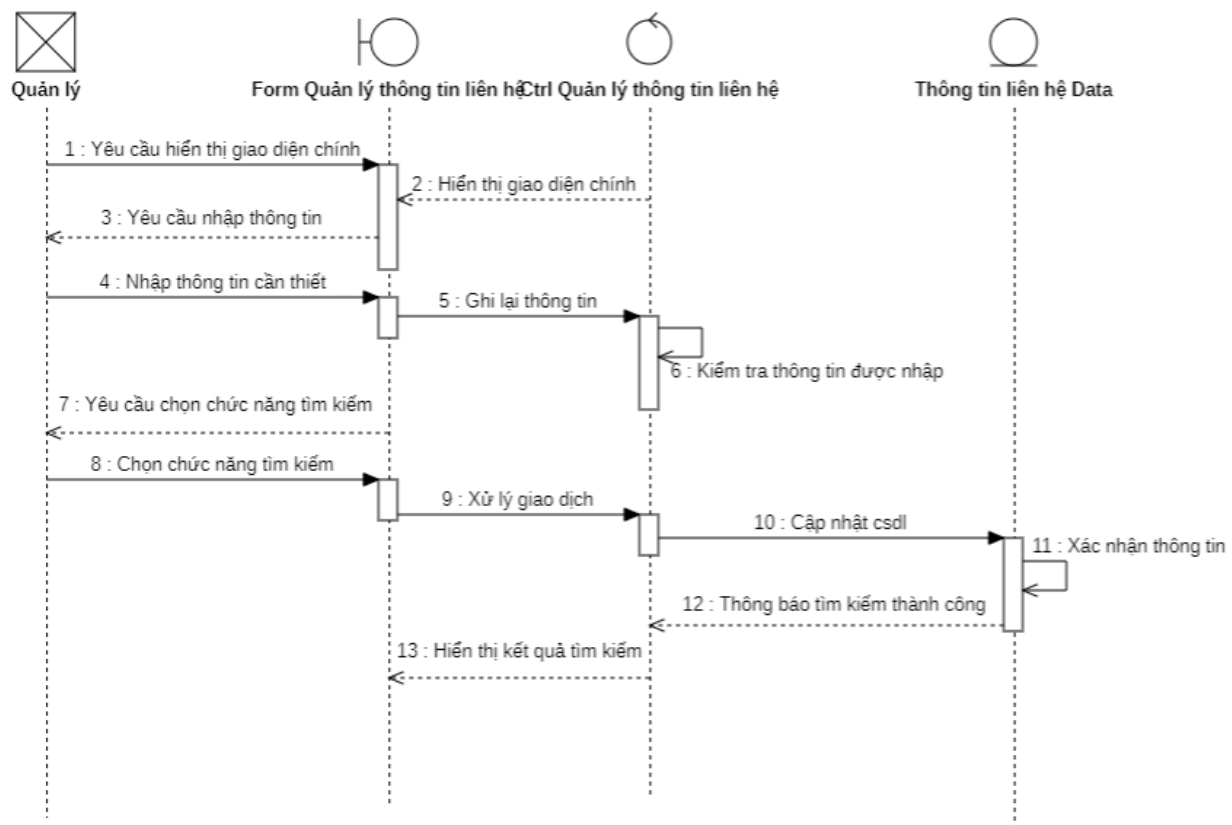 Quản lý
Form Quản lý thông tin liên hệ
Ctrl Quản lý thông tin liên hệ
Thông tin liên hệ Data
1 : Yêu cầu hiển thị giao diện chính
2 : Hiển thị giao diện chính
3 : Yêu cầu nhập thông tin
4 : Nhập thông tin cần thiết
5 : Ghi lại thông tin
6 : Kiểm tra thông tin được nhập
7 : Yêu cầu chọn chức năng tìm kiếm
8 : Chọn chức năng tìm kiếm
9 : Xử lý giao dịch
10 : Cập nhật csdl
11 : Xác nhận thông tin
12 : Thông báo tìm kiếm thành công
13 : Hiển thị kết quả tìm kiếm